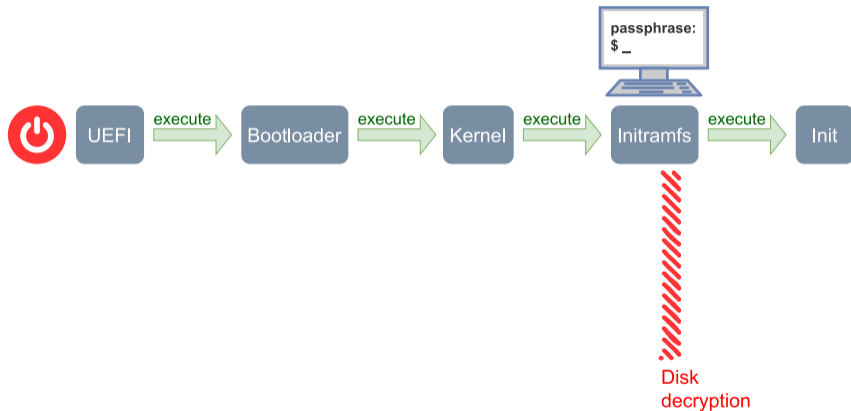 passphrase:
$ _
UEFI
execute
Bootloader
execute
Kernel
execute
Initramfs
execute
Init
Disk
decryption